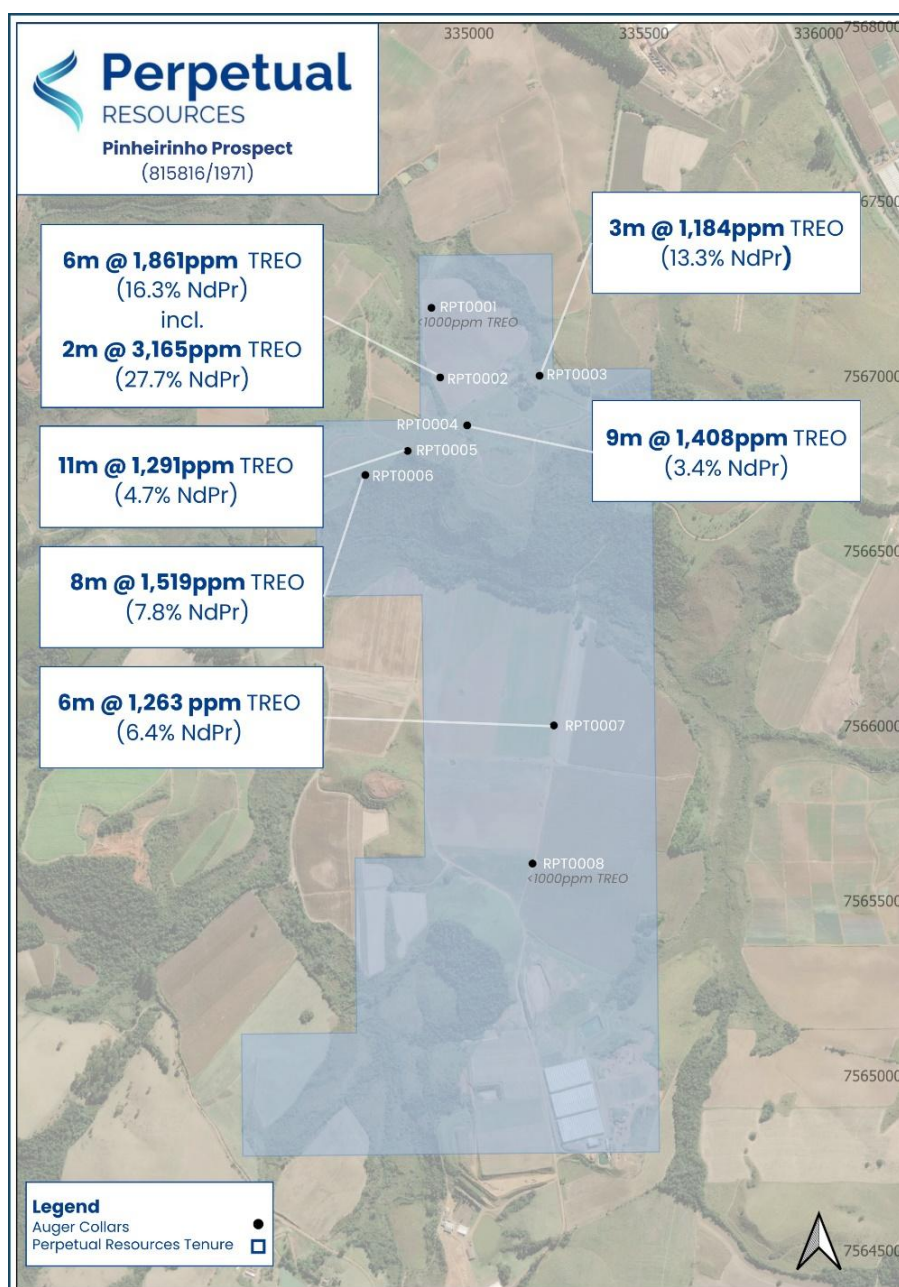 335000 335500 336000 7568000
Perpetual
RESOURCES
Pinheirinho Prospect
(815816/1971)
3m @ 1,184ppm TREO
(13.3% NdPr)
6m @ 1,861ppm TREO
(16.3% NdPr)
incl.
2m @ 3,165ppm TREO
(27.7% NdPr)
RPT0001
<1000ppm TREO
RPT0002
RPT0003
7567000
RPT0004
9m @ 1,408ppm TREO
(3.4% NdPr)
11m @ 1,291ppm TREO
(4.7% NdPr)
RPT0005
RPT0006
7566500
8m @ 1,519ppm TREO
(7.8% NdPr)
6m @ 1,263 ppm TREO
(6.4% NdPr)
RPT0007
7566000
RPT0008
<1000ppm TREO
7565500
7565000
Legend
Auger Collars
Perpetual Resources Tenure
7564500